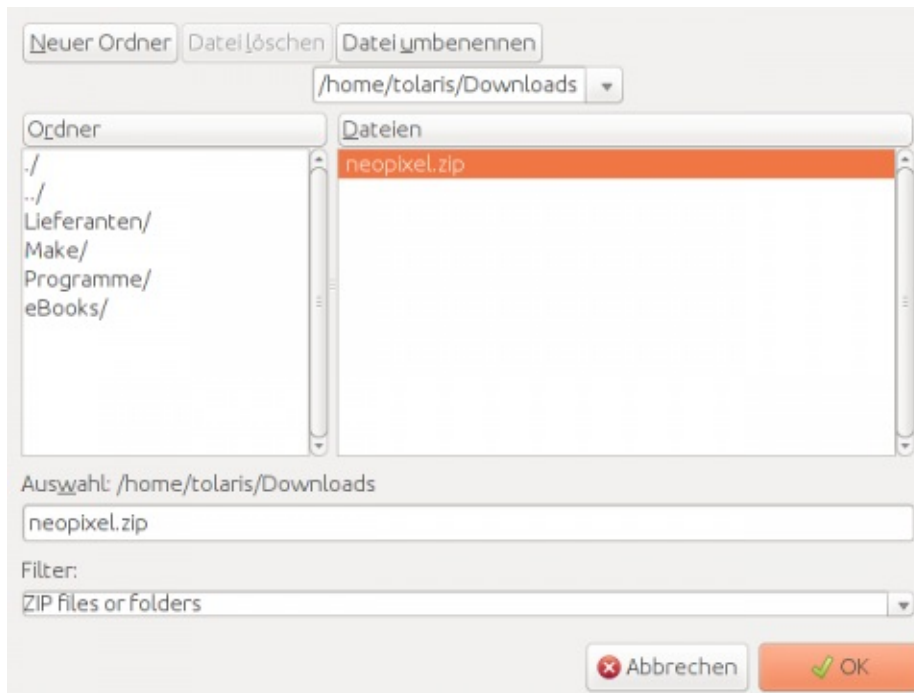 Neuer Ordner Datei löschen Datei umbenennen
/home/tolaris/Downloads
Ordner
./
../
Lieferanten/
Make/
Programme/
eBooks/
Dateien
neopixel.zip
Auswahl: /home/tolaris/Downloads
neopixel.zip
Filter:
ZIP files or folders
Abbrechen OK